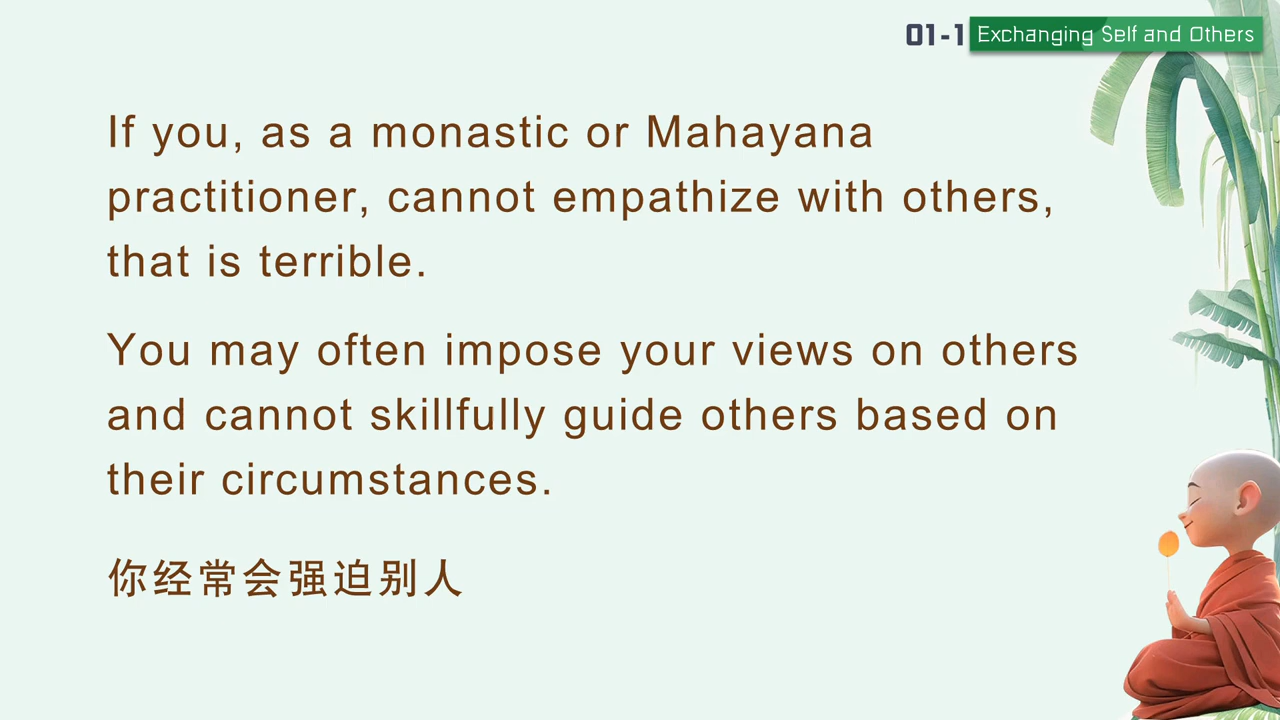 01-1 Exchanging Self and Others
If you, as a monastic or Mahayana
practitioner, cannot empathize with others,
that is terrible.
You may often impose your views on others
and cannot skillfully guide others based on
their circumstances.
你经常会强迫别人